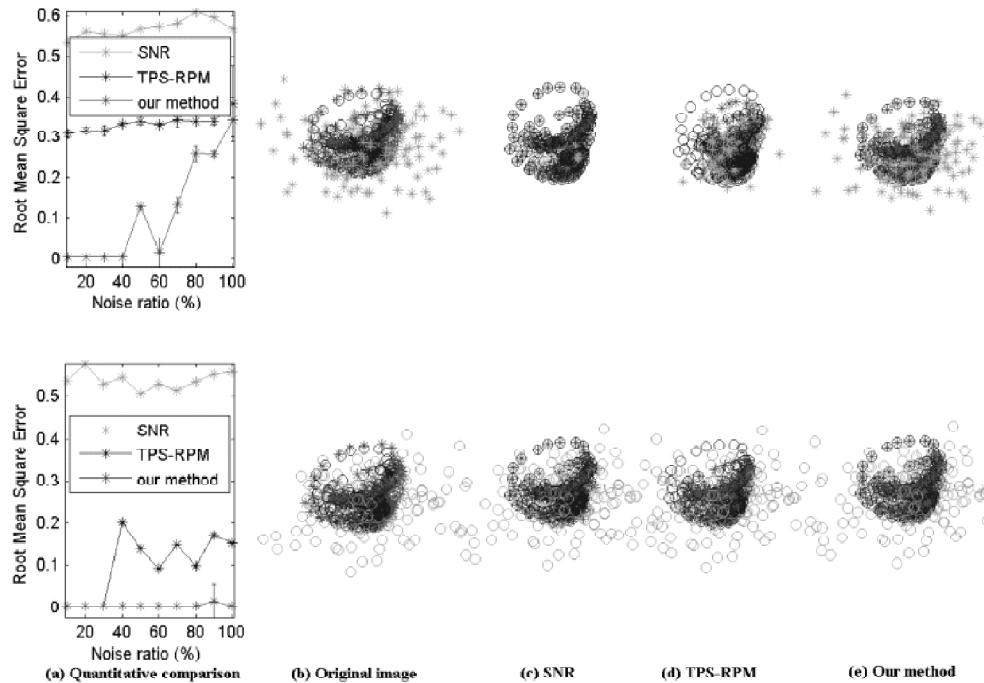 0.6
0.5
0.4
0.3
0.2
0.1
0
SNR
TPS-RPM
our method
Root Mean Square Error
20 40 60 80 100
Noise ratio (%)
0.5
0.4
0.3
0.2
0.1
0
SNR
TPS-RPM
our method
Root Mean Square Error
20 40 60 80 100
Noise ratio (%)
(a) Quantitative comparison (b) Original image (c) SNR (d) TPS-RPM (e) Our method